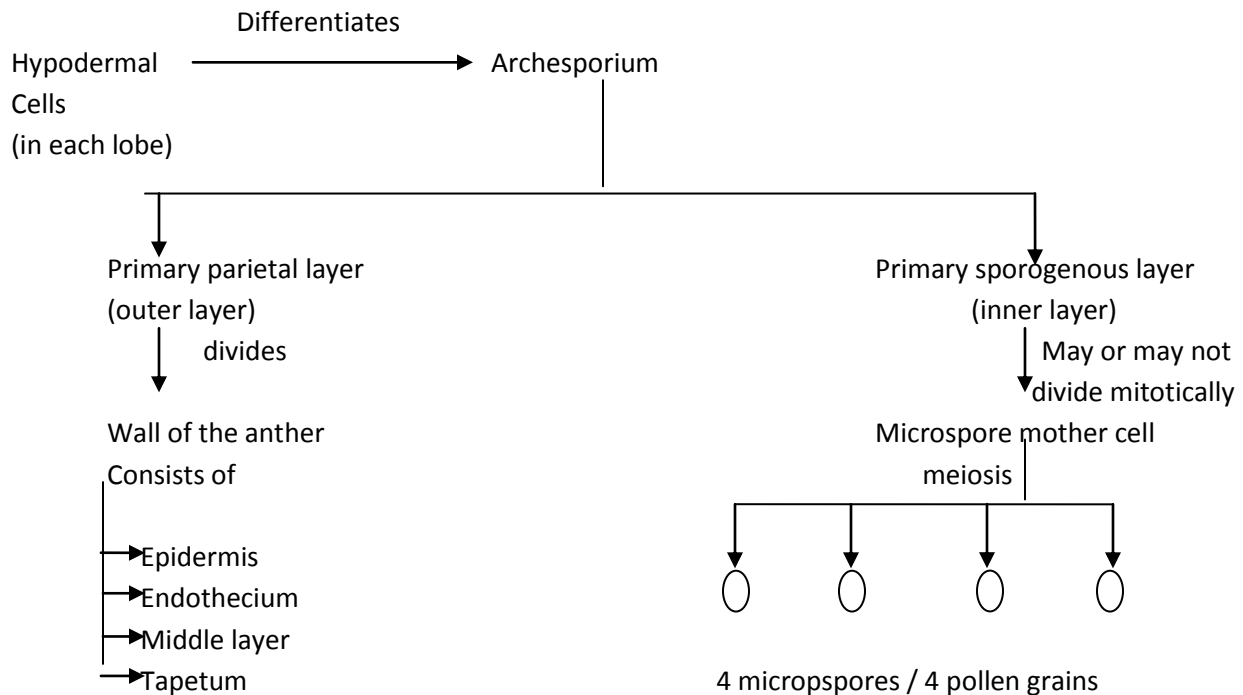 Differentiates
Hypodermal
Cells
(in each lobe)
Archesporium
Primary parietal layer
(outer layer)
divides
Wall of the anther
Consists of
Epidermis
Endothecium
Middle layer
Tapetum
Primary sporogenous layer
(inner layer)
May or may not
divide mitotically
Microspore mother cell
meiosis
4 micropspores / 4 pollen grains